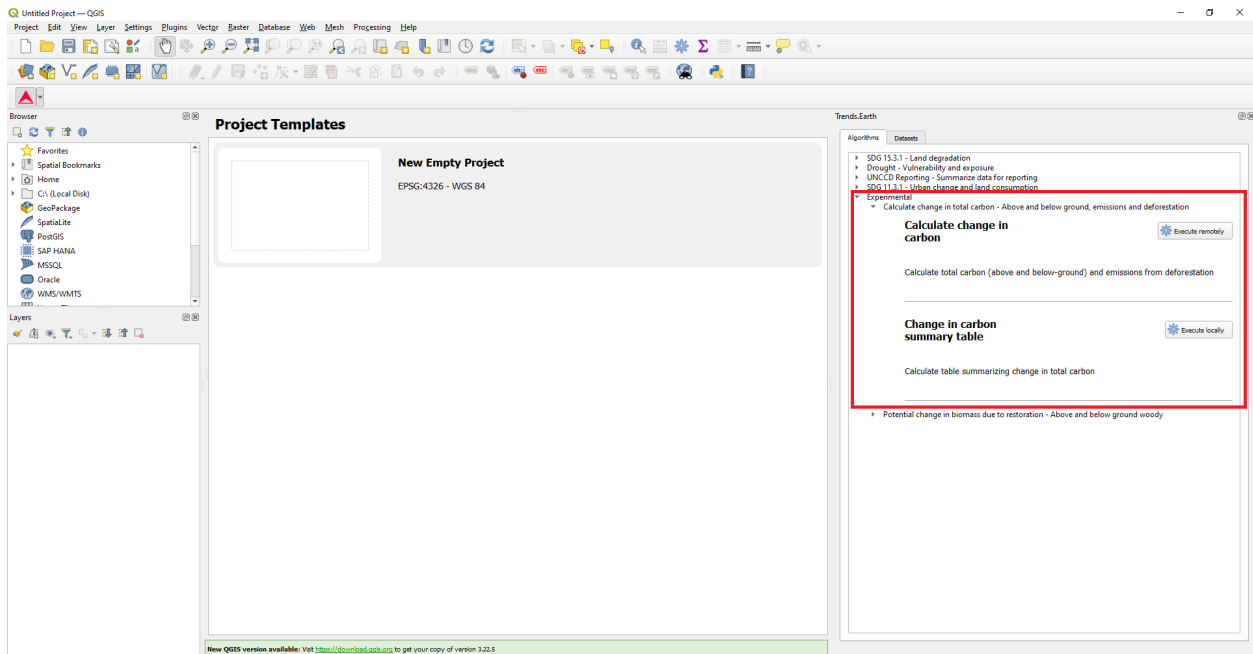 Untitled Project — QGIS
Project Edit View Layer Settings Plugins Vector Raster Database Web Mesh Processing Help
Browser
Favorites
Spatial Bookmarks
Home
C:\ (Local Disk)
GeoPackage
SpatiaLite
PostGIS
SAP HANA
MSSQL
Oracle
WMS/WMTS
Layers
Project Templates
New Empty Project
EPSG:4326 - WGS 84
New QGIS version available: Visit https://download.qgis.org to get your copy of version 3.22.5
Trends.Earth
Algorithms Datasets
SDG 15.3.1 - Land degradation
Drought - Vulnerability and exposure
UNCCD Reporting - Summarize data for reporting
SDG 11.3.1 - Urban change and land consumption
Experimental
Calculate change in total carbon - Above and below ground, emissions and deforestation
Calculate change in
carbon
Execute remotely
Calculate total carbon (above and below-ground) and emissions from deforestation
Change in carbon
summary table
Execute locally
Calculate table summarizing change in total carbon
Potential change in biomass due to restoration - Above and below ground woody